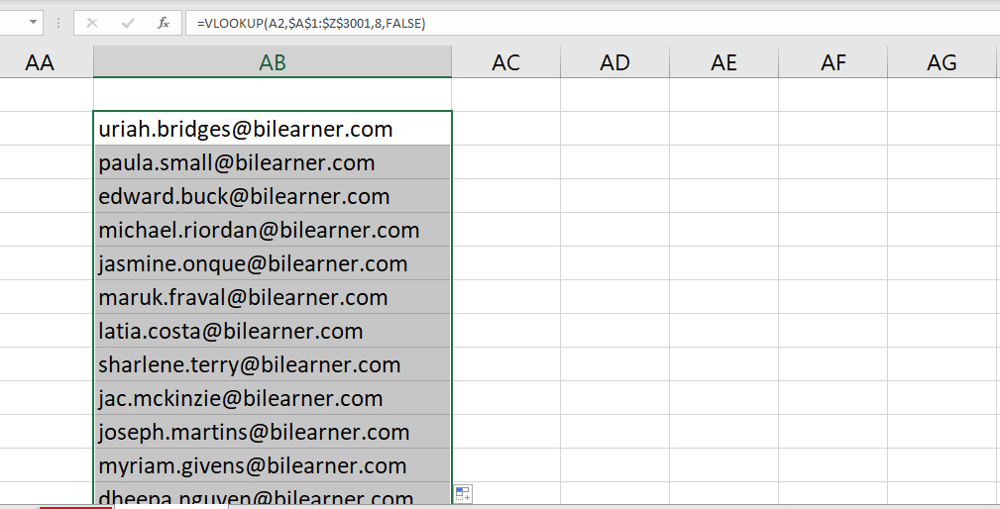 fx =VLOOKUP(A2,$A$1:$Z$3001,8,FALSE)
AA AB AC AD AE AF AG
uriah.bridges@bilearner.com
paula.small@bilearner.com
edward.buck@bilearner.com
michael.riordan@bilearner.com
jasmine.onque@bilearner.com
maruk.fraval@bilearner.com
latia.costa@bilearner.com
sharlene.terry@bilearner.com
jac.mckinzie@bilearner.com
joseph.martins@bilearner.com
myriam.givens@bilearner.com
dheepa.nguyen@bilearner.com